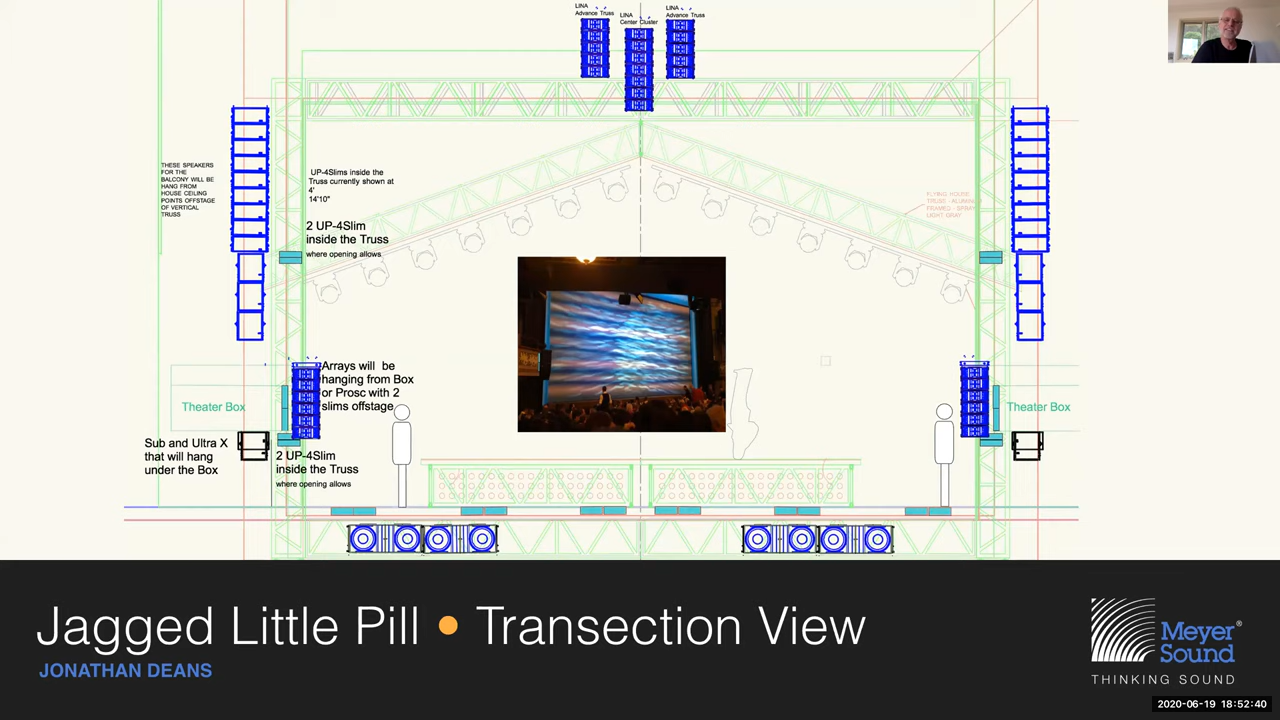 LINA
Advance Truss
LINA
Center Cluster
LINA
Advance Truss
THESE SPEAKERS
FOR THE
BALCONY WILL BE
HANG FROM
HOUSE CEILING
POINTS OFFSTAGE
OF VERTICAL
TRUSS
UP-4Slims inside the
Truss currently shown at
4'
14'10"
2 UP-4Slim
inside the Truss
where opening allows
FLYING HOUSE
TRUSS
LIGHT GRAY
Arrays will be
hanging from Box
or Prosc with 2
slims offstage
Theater Box
Theater Box
Sub and Ultra X
that will hang
under the Box
2 UP-4Slim
inside the Truss
where opening allows
Jagged Little Pill • Transection View
JONATHAN DEANS
Meyer
Sound®
THINKING SOUND
2020-06-19 18:52:40